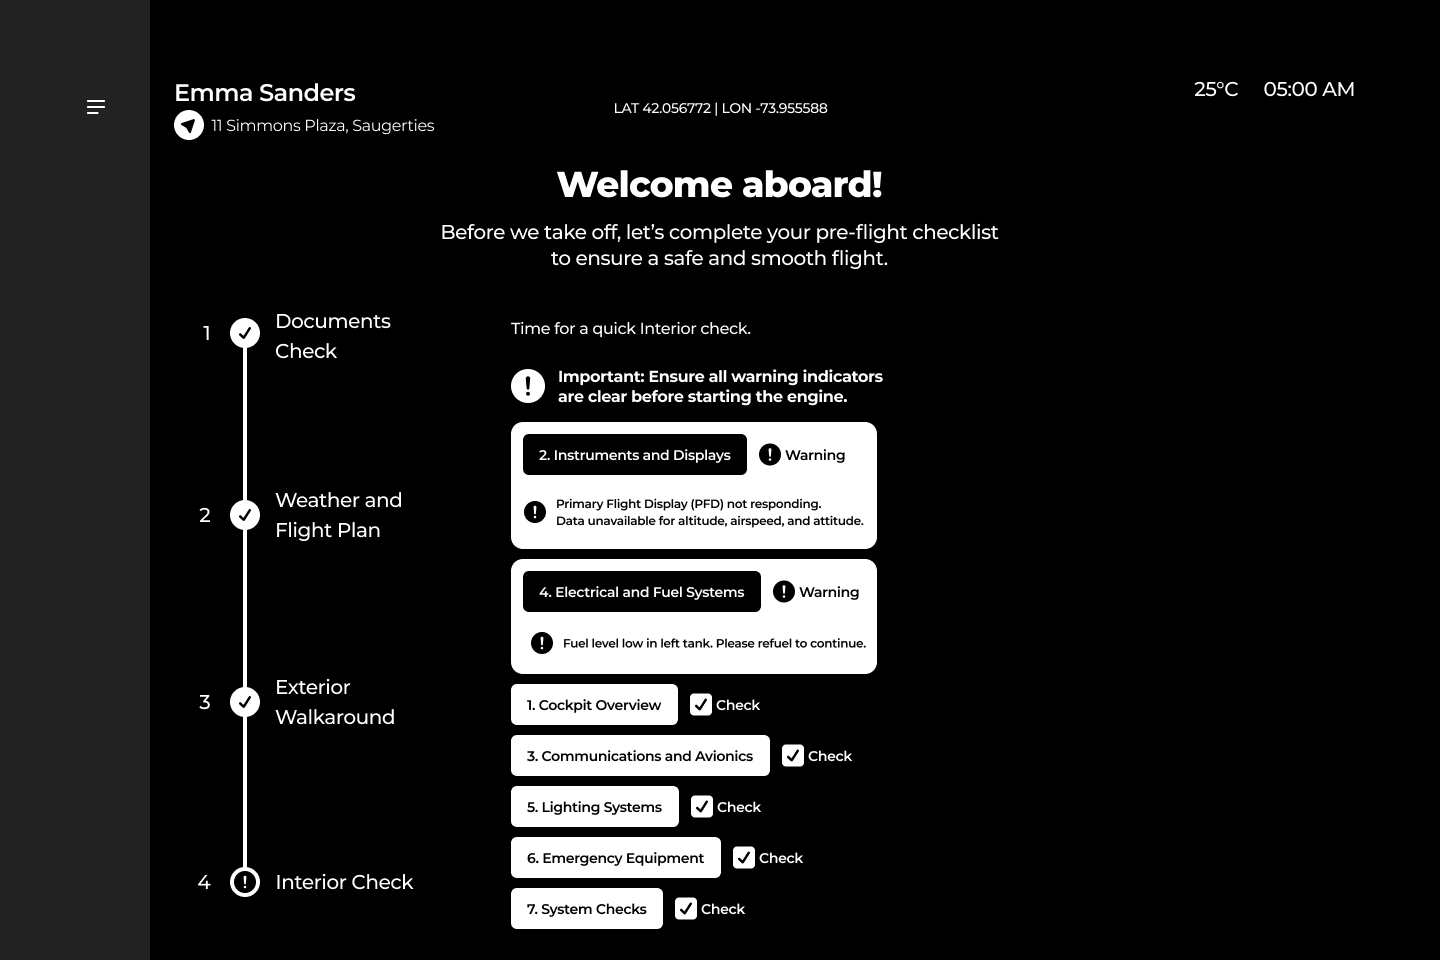 Emma Sanders
11 Simmons Plaza, Saugerties
LAT 42.056772 | LON -73.955588
25°C 05:00 AM
Welcome aboard!
Before we take off, let's complete your pre-flight checklist
to ensure a safe and smooth flight.
1 Documents
Check
2 Weather and
Flight Plan
3 Exterior
Walkaround
4 Interior Check
Time for a quick Interior check.
Important: Ensure all warning indicators
are clear before starting the engine.
2. Instruments and Displays Warning
Primary Flight Display (PFD) not responding.
Data unavailable for altitude, airspeed, and attitude.
4. Electrical and Fuel Systems Warning
Fuel level low in left tank. Please refuel to continue.
1. Cockpit Overview Check
3. Communications and Avionics Check
5. Lighting Systems Check
6. Emergency Equipment Check
7. System Checks Check